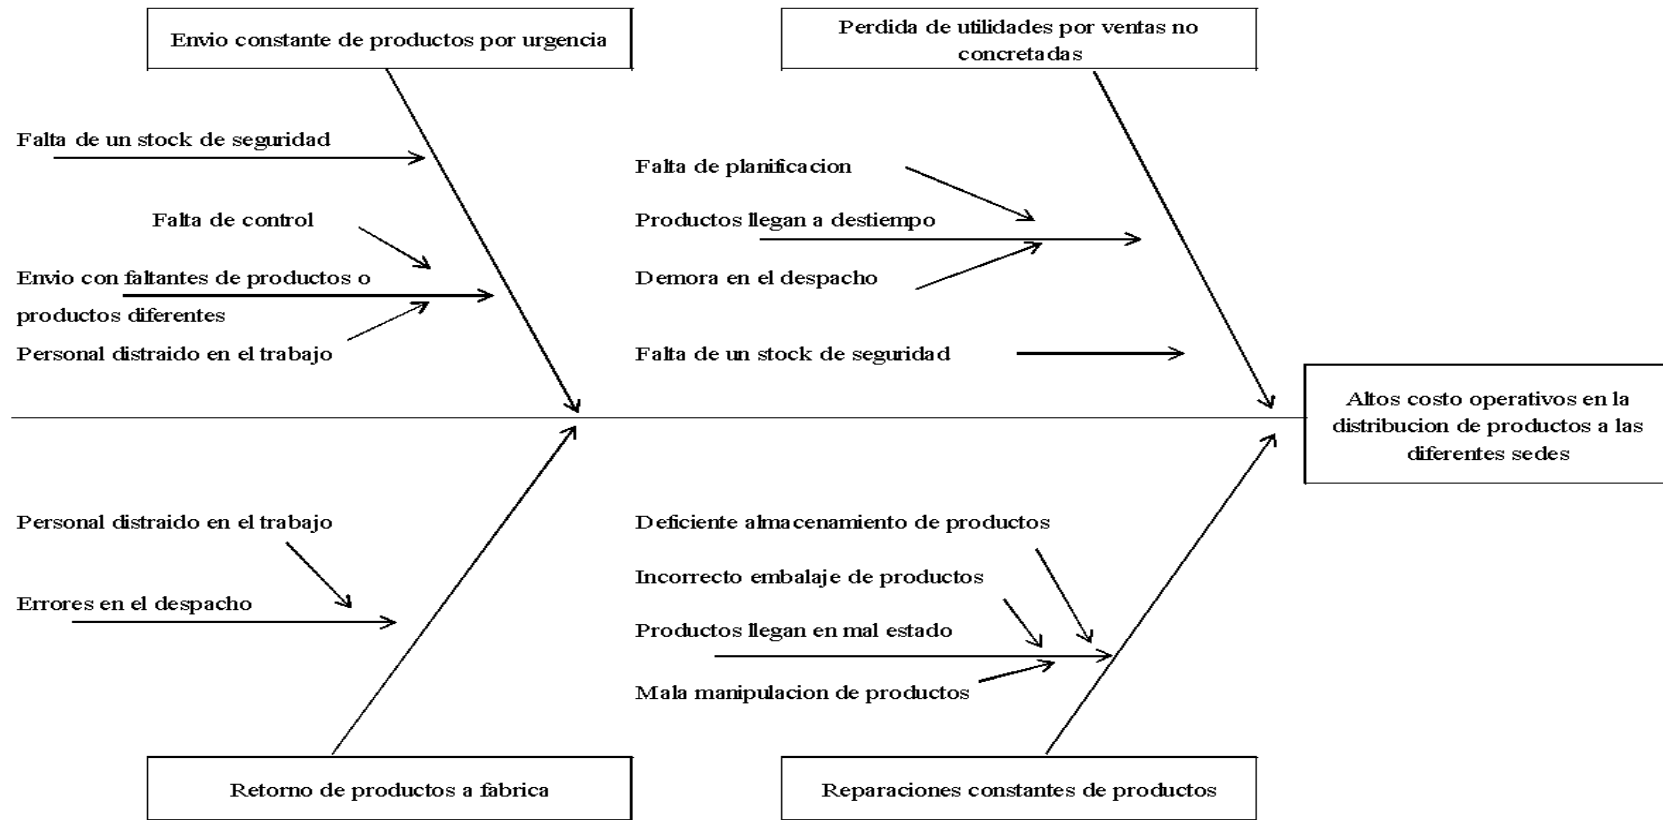 Envio constante de productos por urgencia
Perdida de utilidades por ventas no
concretadas
Falta de un stock de seguridad
Falta de control
Envio con faltantes de productos o
productos diferentes
Personal distraido en el trabajo
Falta de planificacion
Productos llegan a destiempo
Demora en el despacho
Falta de un stock de seguridad
Altos costo operativos en la
distribucion de productos a las
diferentes sedes
Personal distraido en el trabajo
Errores en el despacho
Deficiente almacenamiento de productos
Incorrecto embalaje de productos
Productos llegan en mal estado
Mala manipulacion de productos
Retorno de productos a fabrica
Reparaciones constantes de productos